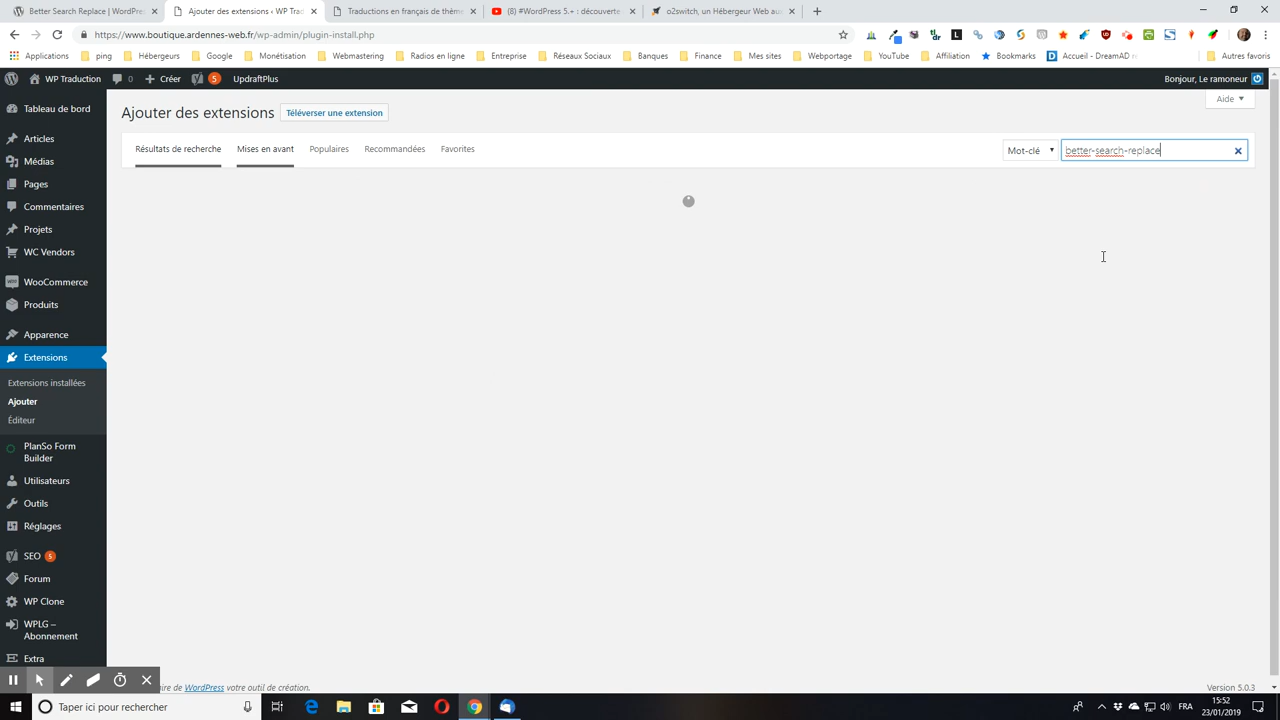 Better Search Replace | WordPres
Ajouter des extensions ‹ WP Trad
Traductions en français de thème
(8) #WordPress 5.+ : découverte
o2switch, un Hébergeur Web aux
https://www.boutique.ardennes-web.fr/wp-admin/plugin-install.php
Applications
ping
Hébergeurs
Google
Monétisation
Webmastering
Radios en ligne
Entreprise
Réseaux Sociaux
Banques
Finance
Mes sites
Webportage
YouTube
Affiliation
Bookmarks
Accueil - DreamAD r
Autres favoris
WP Traduction
0
Créer
5
UpdraftPlus
Bonjour, Le ramoneur
Tableau de bord
Articles
Médias
Pages
Commentaires
Projets
WC Vendors
WooCommerce
Produits
Apparence
Extensions
Extensions installées
Ajouter
Éditeur
PlanSo Form
Builder
Utilisateurs
Outils
Réglages
SEO 5
Forum
WP Clone
WPLG –
Abonnement
Extra
Ajouter des extensions
Téléverser une extension
Aide
Résultats de recherche
Mises en avant
Populaires
Recommandées
Favorites
Mot-clé
better-search-replace
aire de WordPress votre outil de création.
Version 5.0.3
Taper ici pour rechercher
FRA
15:52
23/01/2019